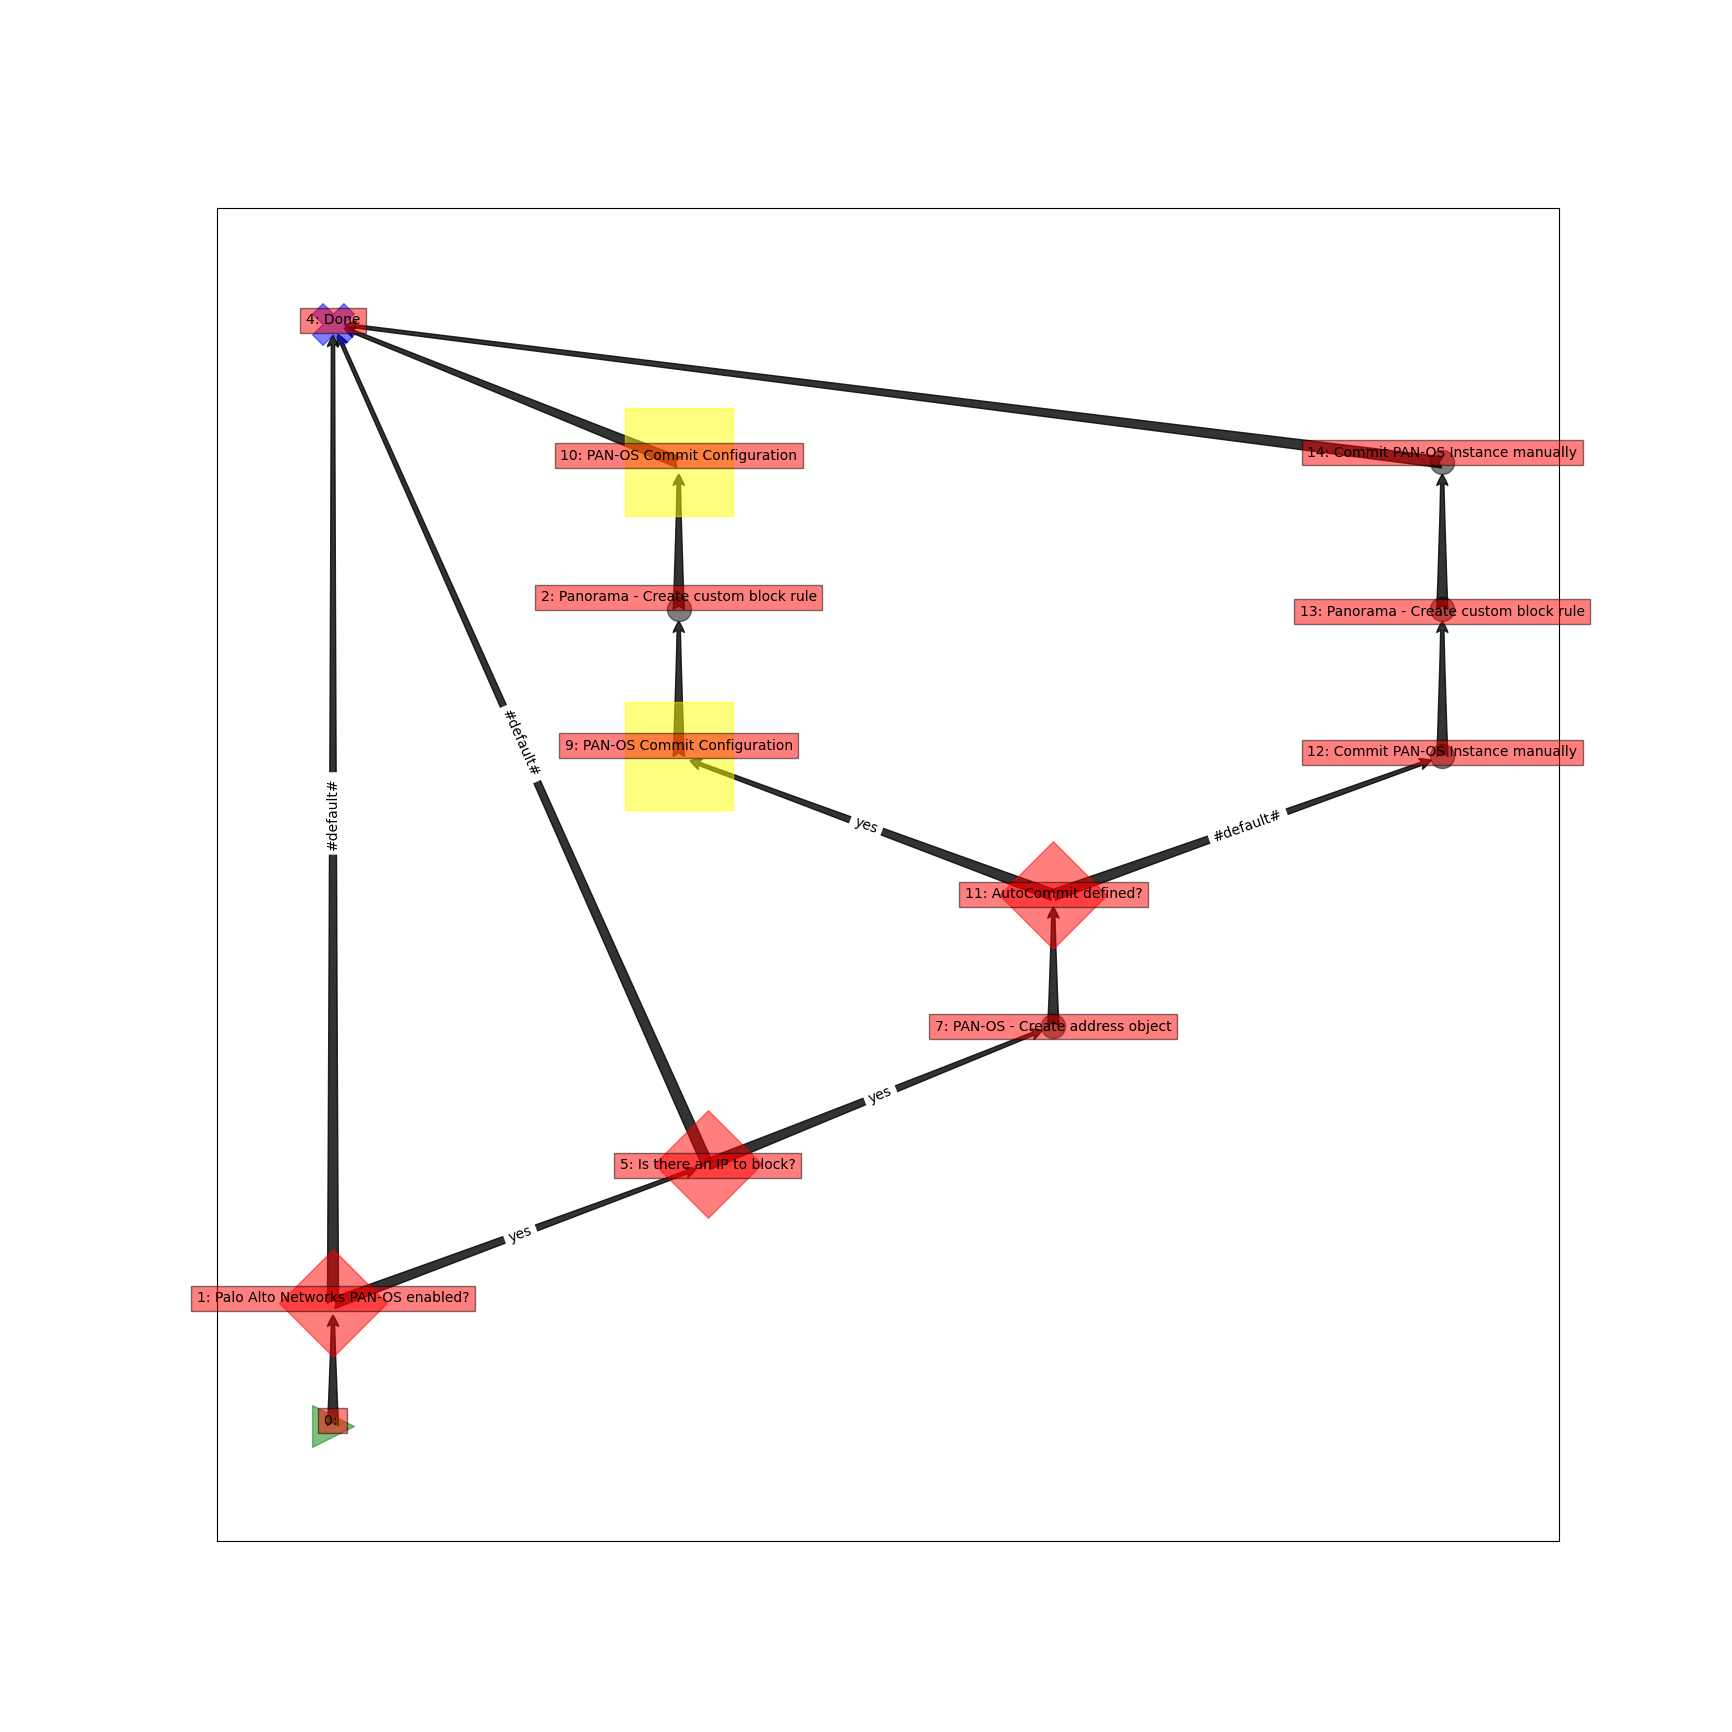 4: Done
14: Commit PAN-OS Instance manually
10: PAN-OS Commit Configuration
2: Panorama - Create custom block rule
13: Panorama - Create custom block rule
#default#
9: PAN-OS Commit Configuration
12: Commit PAN-OS Instance manually
#default#
yes
#default#
11: AutoCommit defined?
7: PAN-OS - Create address object
yes
5: Is there an IP to block?
yes
1: Palo Alto Networks PAN-OS enabled?
0: